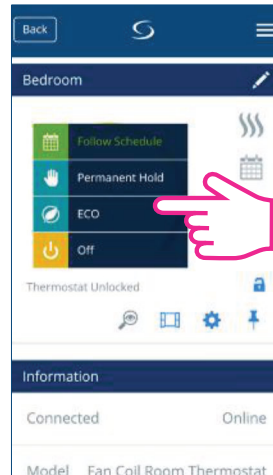 Back
Bedroom
Follow Schedule
Permanent Hold
ECO
Off
Thermostat Unlocked
Information
Connected Online
Model Fan Coil Room Thermostat